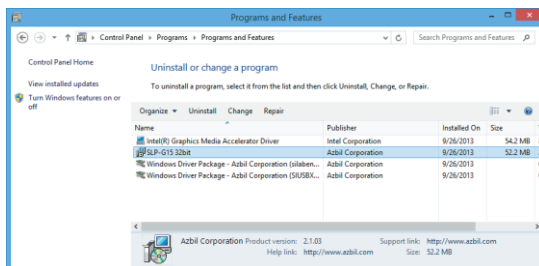 Programs and Features
Control Panel ▸ Programs ▸ Programs and Features
Search Programs and Features
Control Panel Home
View installed updates
Turn Windows features on or off
Uninstall or change a program
To uninstall a program, select it from the list and then click Uninstall, Change, or Repair.
Organize Uninstall Change Repair
Name Publisher Installed On Size
Intel(R) Graphics Media Accelerator Driver Intel Corporation 9/26/2013 54.2 MB
SLP-G15 32bit Azbil Corporation 9/26/2013 52.2 MB
Windows Driver Package - Azbil Corporation (silaben... Azbil Corporation 9/26/2013
Windows Driver Package - Azbil Corporation (SIUSBX... Azbil Corporation 9/26/2013
Azbil Corporation Product version: 2.1.03 Support link: http://www.azbil.com
Help link: http://www.azbil.com Size: 52.2 MB